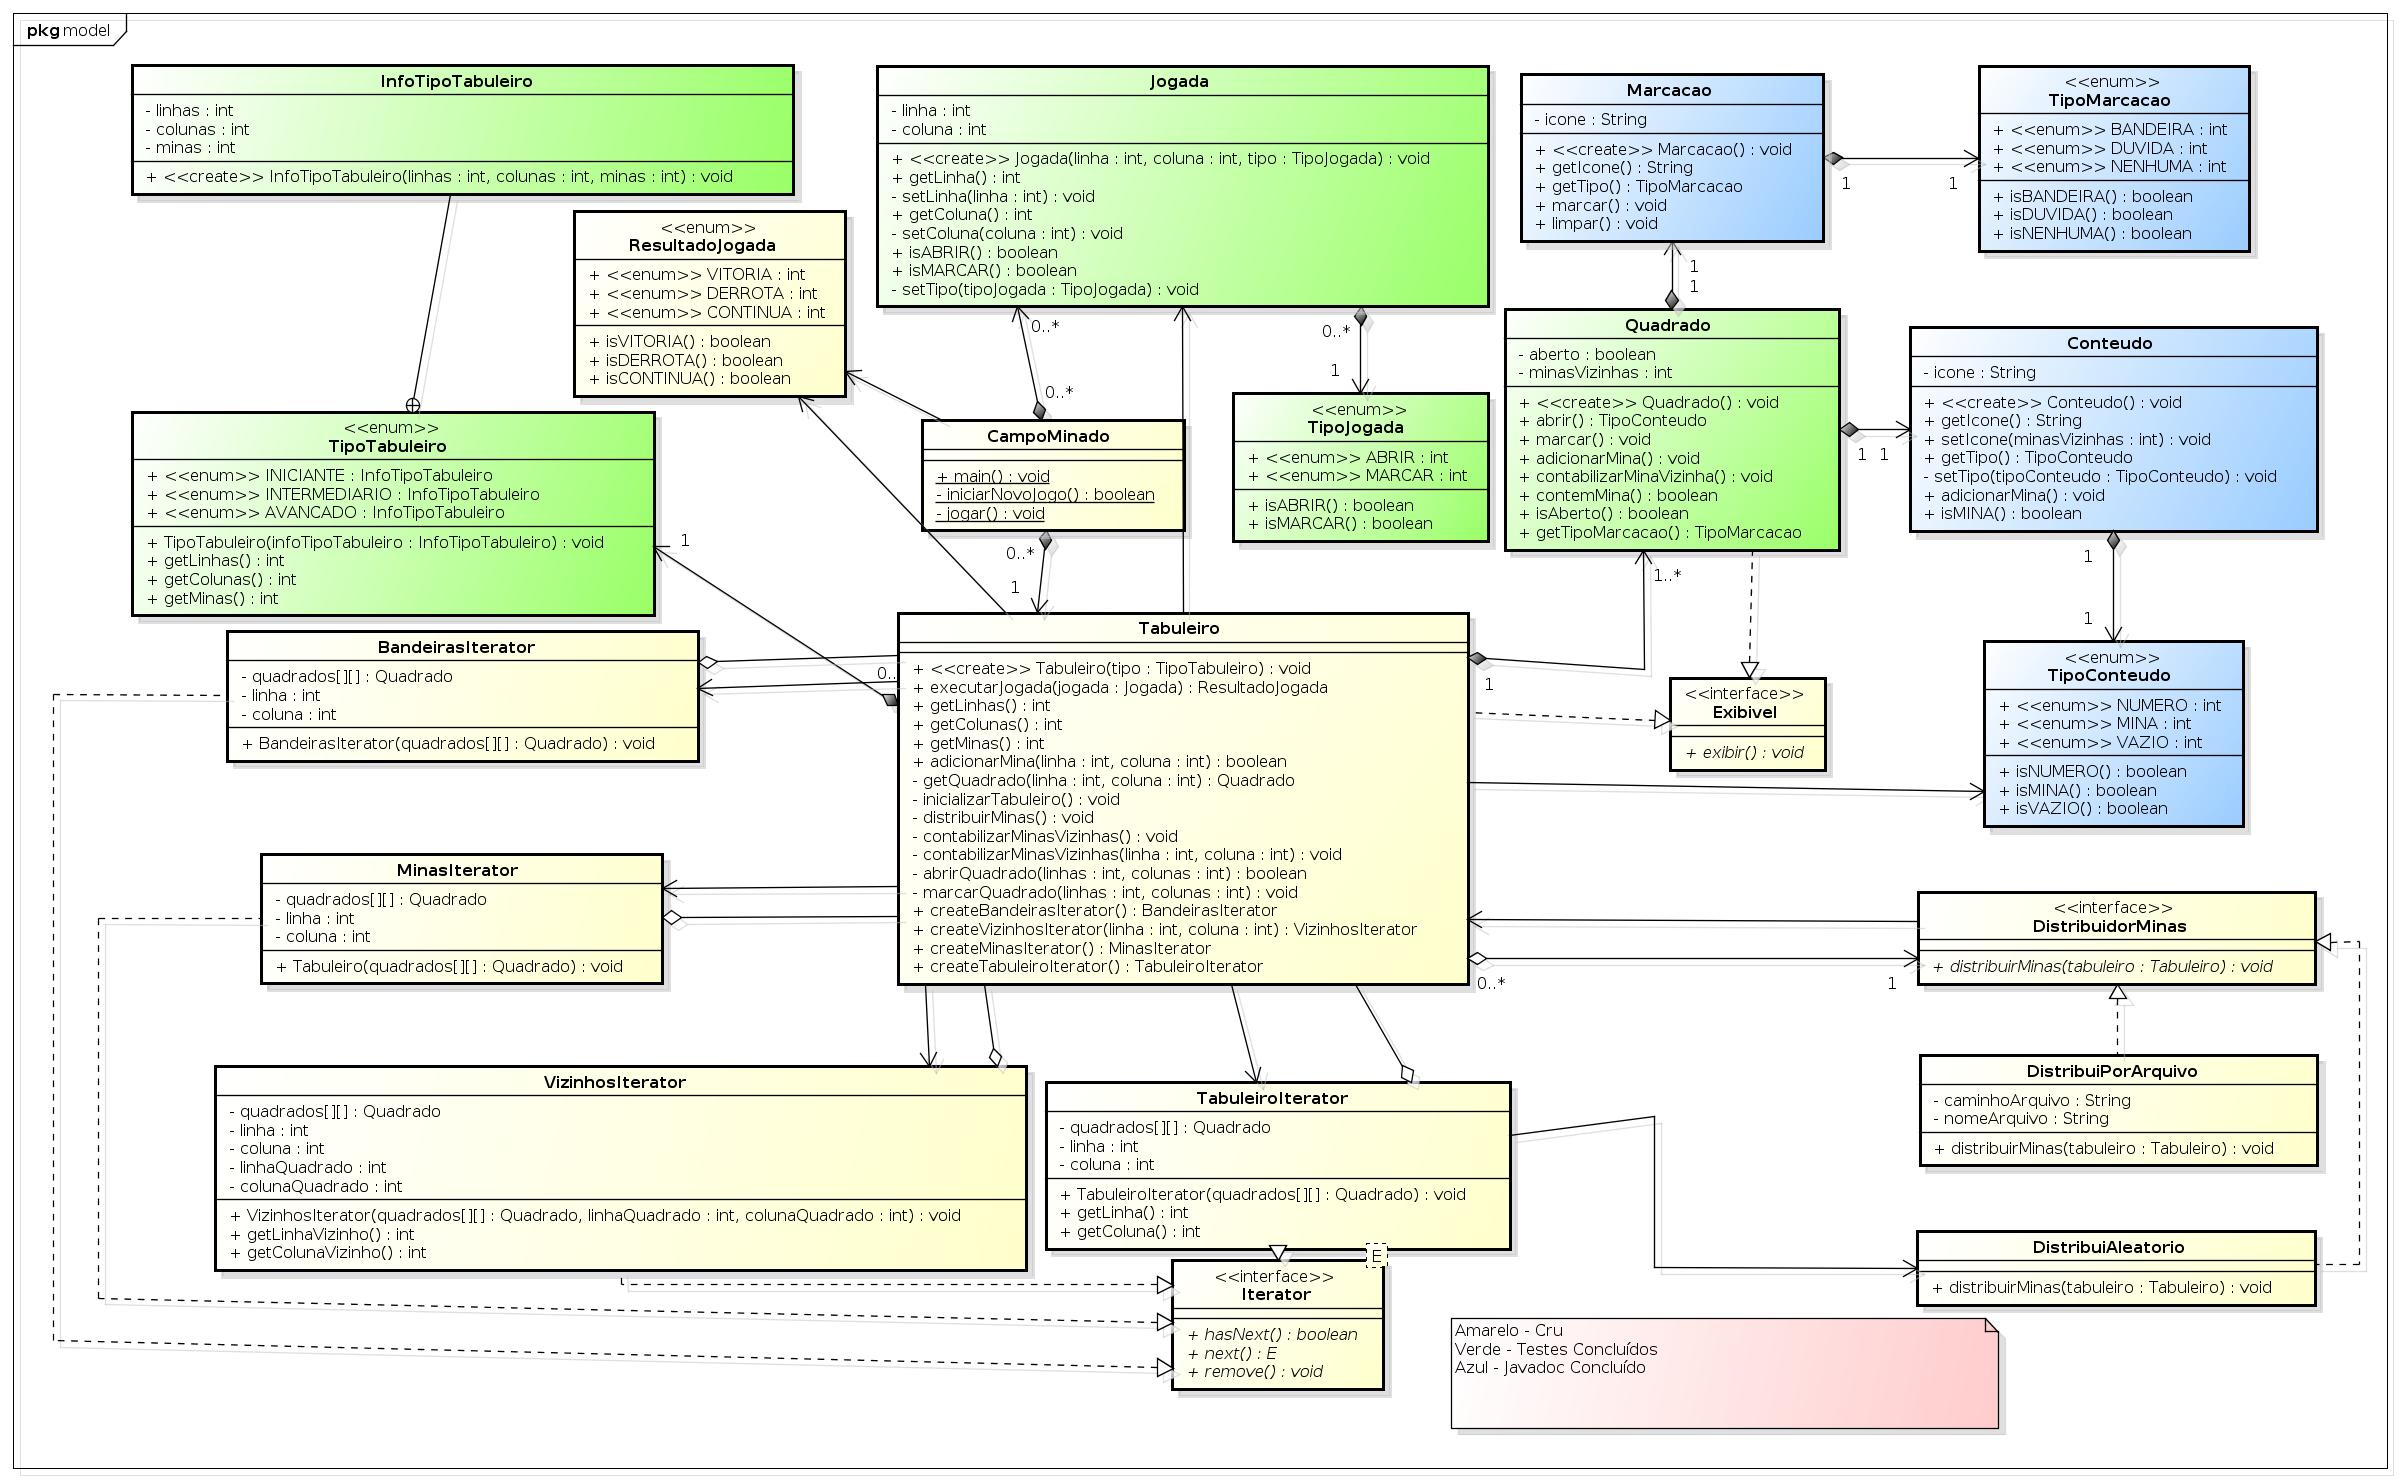 pkg model
InfoTipoTabuleiro
- linhas : int
- colunas : int
- minas : int
+ <<create>> InfoTipoTabuleiro(linhas : int, colunas : int, minas : int) : void
<<enum>>
ResultadoJogada
+ <<enum>> VITORIA : int
+ <<enum>> DERROTA : int
+ <<enum>> CONTINUA : int
+ isVITORIA() : boolean
+ isDERROTA() : boolean
+ isCONTINUA() : boolean
Jogada
- linha : int
- coluna : int
+ <<create>> Jogada(linha : int, coluna : int, tipo : TipoJogada) : void
+ getLinha() : int
- setLinha(linha : int) : void
+ getColuna() : int
- setColuna(coluna : int) : void
+ isABRIR() : boolean
+ isMARCAR() : boolean
- setTipo(tipoJogada : TipoJogada) : void
Marcacao
- icone : String
+ <<create>> Marcacao() : void
+ getIcone() : String
+ getTipo() : TipoMarcacao
+ marcar() : void
+ limpar() : void
1
1
<<enum>>
TipoMarcacao
+ <<enum>> BANDEIRA : int
+ <<enum>> DUVIDA : int
+ <<enum>> NENHUMA : int
+ isBANDEIRA() : boolean
+ isDUVIDA() : boolean
+ isNENHUMA() : boolean
1
1
0..*
0..*
0..*
1
<<enum>>
TipoTabuleiro
+ <<enum>> INICIANTE : InfoTipoTabuleiro
+ <<enum>> INTERMEDIARIO : InfoTipoTabuleiro
+ <<enum>> AVANCADO : InfoTipoTabuleiro
+ TipoTabuleiro(infoTipoTabuleiro : InfoTipoTabuleiro) : void
+ getLinhas() : int
+ getColunas() : int
+ getMinas() : int
1
CampoMinado
+ main() : void
- iniciarNovoJogo() : boolean
- jogar() : void
0..*
1
<<enum>>
TipoJogada
+ <<enum>> ABRIR : int
+ <<enum>> MARCAR : int
+ isABRIR() : boolean
+ isMARCAR() : boolean
Quadrado
- aberto : boolean
- minasVizinhas : int
+ <<create>> Quadrado() : void
+ abrir() : TipoConteudo
+ marcar() : void
+ adicionarMina() : void
+ contabilizarMinaVizinha() : void
+ contemMina() : boolean
+ isAberto() : boolean
+ getTipoMarcacao() : TipoMarcacao
1 1
1..*
Conteudo
- icone : String
+ <<create>> Conteudo() : void
+ getIcone() : String
+ setIcone(minasVizinhas : int) : void
+ getTipo() : TipoConteudo
- setTipo(tipoConteudo : TipoConteudo) : void
+ adicionarMina() : void
+ isMINA() : boolean
1
1
BandeirasIterator
- quadrados[][] : Quadrado
- linha : int
- coluna : int
+ BandeirasIterator(quadrados[][] : Quadrado) : void
0..
Tabuleiro
+ <<create>> Tabuleiro(tipo : TipoTabuleiro) : void
+ executarJogada(jogada : Jogada) : ResultadoJogada
+ getLinhas() : int
+ getColunas() : int
+ getMinas() : int
+ adicionarMina(linha : int, coluna : int) : boolean
- getQuadrado(linha : int, coluna : int) : Quadrado
- inicializarTabuleiro() : void
- distribuirMinas() : void
- contabilizarMinasVizinhas() : void
- contabilizarMinasVizinhas(linha : int, coluna : int) : void
- abrirQuadrado(linhas : int, colunas : int) : boolean
- marcarQuadrado(linhas : int, colunas : int) : void
+ createBandeirasIterator() : BandeirasIterator
+ createVizinhosIterator(linha : int, coluna : int) : VizinhosIterator
+ createMinasIterator() : MinasIterator
+ createTabuleiroIterator() : TabuleiroIterator
1
<<interface>>
Exibivel
+ exibir() : void
<<enum>>
TipoConteudo
+ <<enum>> NUMERO : int
+ <<enum>> MINA : int
+ <<enum>> VAZIO : int
+ isNUMERO() : boolean
+ isMINA() : boolean
+ isVAZIO() : boolean
MinasIterator
- quadrados[][] : Quadrado
- linha : int
- coluna : int
+ Tabuleiro(quadrados[][] : Quadrado) : void
0..*
1
<<interface>>
DistribuidorMinas
+ distribuirMinas(tabuleiro : Tabuleiro) : void
VizinhosIterator
- quadrados[][] : Quadrado
- linha : int
- coluna : int
- linhaQuadrado : int
- colunaQuadrado : int
+ VizinhosIterator(quadrados[][] : Quadrado, linhaQuadrado : int, colunaQuadrado : int) : void
+ getLinhaVizinho() : int
+ getColunaVizinho() : int
TabuleiroIterator
- quadrados[][] : Quadrado
- linha : int
- coluna : int
+ TabuleiroIterator(quadrados[][] : Quadrado) : void
+ getLinha() : int
+ getColuna() : int
DistribuiPorArquivo
- caminhoArquivo : String
- nomeArquivo : String
+ distribuirMinas(tabuleiro : Tabuleiro) : void
DistribuiAleatorio
+ distribuirMinas(tabuleiro : Tabuleiro) : void
E
<<interface>>
Iterator
+ hasNext() : boolean
+ next() : E
+ remove() : void
Amarelo - Cru
Verde - Testes Concluídos
Azul - Javadoc Concluído